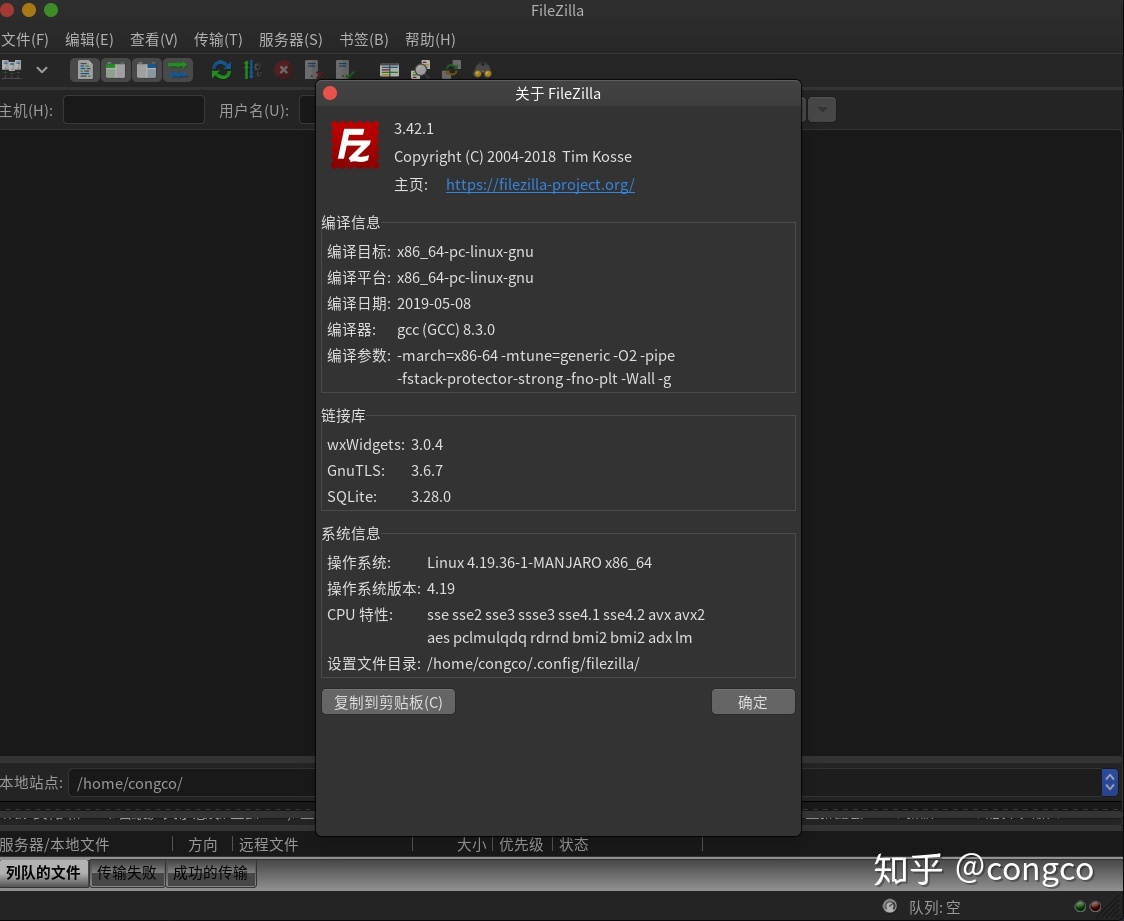 FileZilla
文件(F) 编辑(E) 查看(V) 传输(T) 服务器(S) 书签(B) 帮助(H)
主机(H): 用户名(U):
关于 FileZilla
Fz
3.42.1
Copyright (C) 2004-2018 Tim Kosse
主页: https://filezilla-project.org/
编译信息
编译目标: x86_64-pc-linux-gnu
编译平台: x86_64-pc-linux-gnu
编译日期: 2019-05-08
编译器: gcc (GCC) 8.3.0
编译参数: -march=x86-64 -mtune=generic -O2 -pipe
-fstack-protector-strong -fno-plt -Wall -g
链接库
wxWidgets: 3.0.4
GnuTLS: 3.6.7
SQLite: 3.28.0
系统信息
操作系统: Linux 4.19.36-1-MANJARO x86_64
操作系统版本: 4.19
CPU 特性: sse sse2 sse3 ssse3 sse4.1 sse4.2 avx avx2
aes pclmulqdq rdrnd bmi2 bmi2 adx lm
设置文件目录: /home/congco/.config/filezilla/
复制到剪贴板(C) 确定
本地站点: /home/congco/
服务器/本地文件 方向 远程文件 大小 优先级 状态
列队的文件 传输失败 成功的传输
知乎 @congco
队列: 空